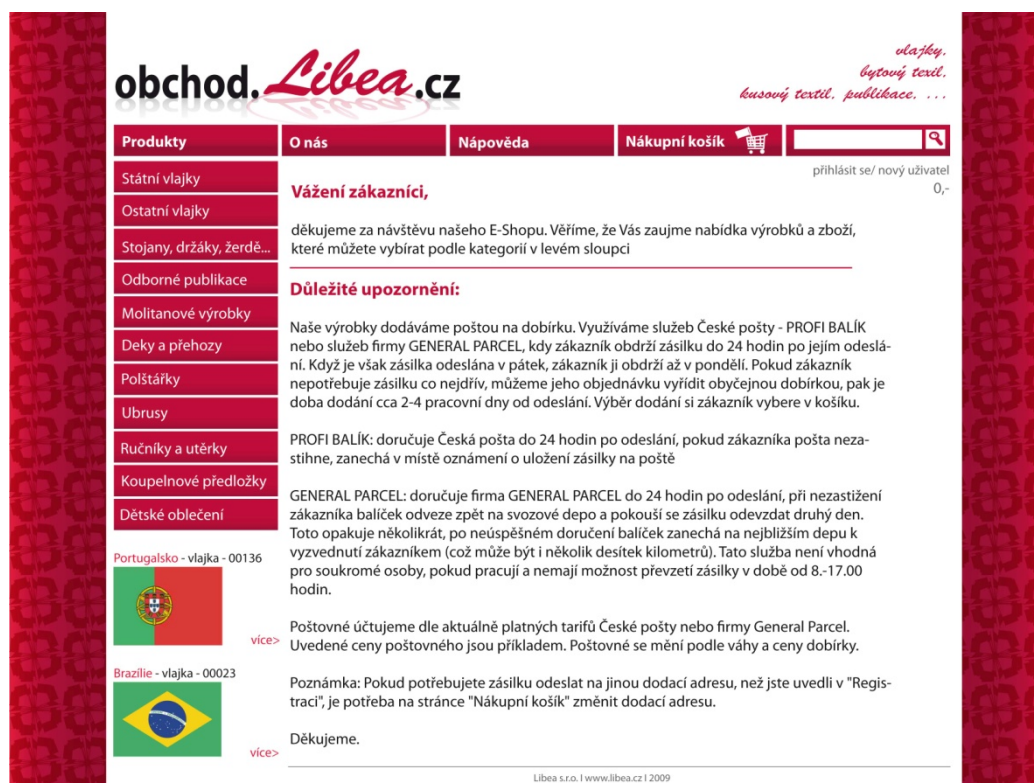 obchod.Libea.cz
vlajky,
bytový texil,
kusový textil, publikace, ...
Produkty
O nás
Nápověda
Nákupní košík
přihlásit se/ nový uživatel
0,-
Státní vlajky
Ostatní vlajky
Stojany, držáky, žerdě...
Odborné publikace
Molitanové výrobky
Deky a přehozy
Polštářky
Ubrusy
Ručníky a utěrky
Koupelnové předložky
Dětské oblečení
Portugalsko - vlajka - 00136
více>
Brazílie - vlajka - 00023
více>
Vážení zákazníci,
děkujeme za návštěvu našeho E-Shopu. Věříme, že Vás zaujme nabídka výrobků a zboží,
které můžete vybírat podle kategorií v levém sloupci
Důležité upozornění:
Naše výrobky dodáváme poštou na dobírku. Využíváme služeb České pošty - PROFI BALÍK
nebo služeb firmy GENERAL PARCEL, kdy zákazník obdrží zásilku do 24 hodin po jejím odeslá-
ní. Když je však zásilka odeslána v pátek, zákazník ji obdrží až v pondělí. Pokud zákazník
nepotřebuje zásilku co nejdřív, můžeme jeho objednávku vyřídit obyčejnou dobírkou, pak je
doba dodání cca 2-4 pracovní dny od odeslání. Výběr dodání si zákazník vybere v košíku.
PROFI BALÍK: doručuje Česká pošta do 24 hodin po odeslání, pokud zákazníka pošta neza-
stihne, zanechá v místě oznámení o uložení zásilky na poště
GENERAL PARCEL: doručuje firma GENERAL PARCEL do 24 hodin po odeslání, při nezastižení
zákazníka balíček odveze zpět na svozové depo a pokouší se zásilku odevzdat druhý den.
Toto opakuje několikrát, po neúspěšném doručení balíček zanechá na nejbližším depu k
vyzvednutí zákazníkem (což může být i několik desítek kilometrů). Tato služba není vhodná
pro soukromé osoby, pokud pracují a nemají možnost převzetí zásilky v době od 8.-17.00
hodin.
Poštovné účtujeme dle aktuálně platných tarifů České pošty nebo firmy General Parcel.
Uvedené ceny poštovného jsou příkladem. Poštovné se mění podle váhy a ceny dobírky.
Poznámka: Pokud potřebujete zásilku odeslat na jinou dodací adresu, než jste uvedli v "Regis-
traci", je potřeba na stránce "Nákupní košík" změnit dodací adresu.
Děkujeme.
Libea s.r.o. I www.libea.cz I 2009